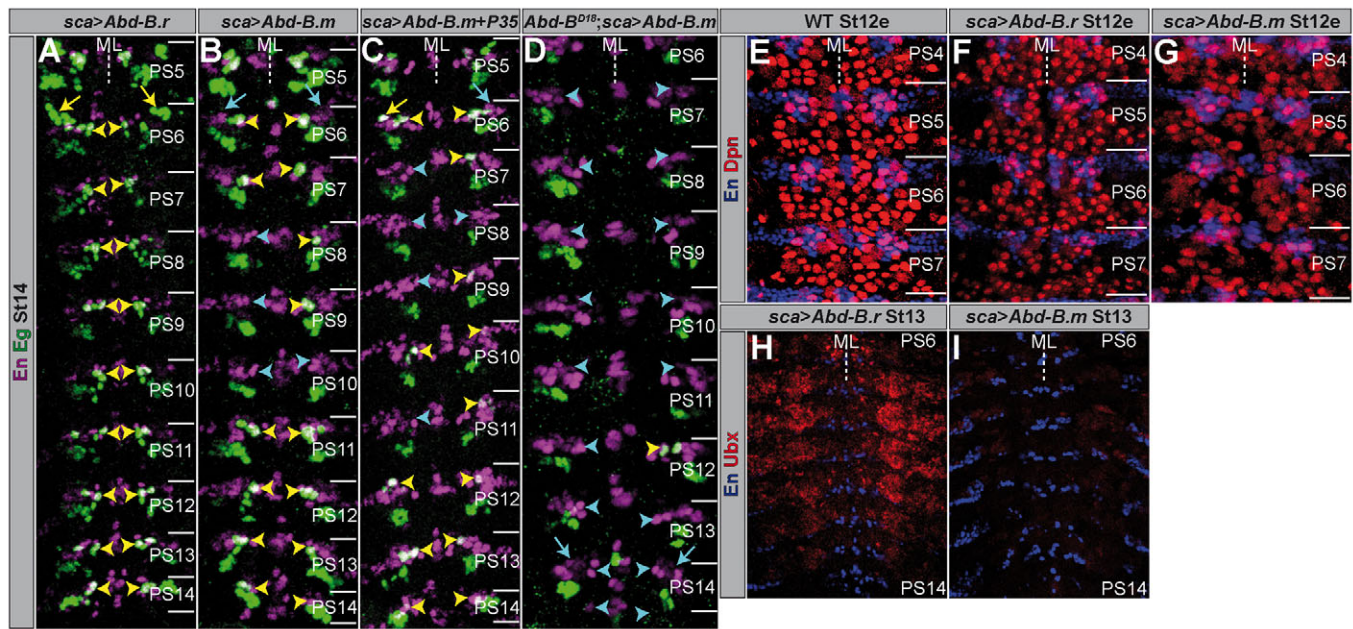 sca>Abd-B.r
sca>Abd-B.m
sca>Abd-B.m+P35
Abd-B^D18;sca>Abd-B.m
WT St12e
sca>Abd-B.r St12e
sca>Abd-B.m St12e
En Eg St14
A
ML
PS5
PS6
PS7
PS8
PS9
PS10
PS11
PS12
PS13
PS14
B
ML
PS5
PS6
PS7
PS8
PS9
PS10
PS11
PS12
PS13
PS14
C
ML
PS5
PS6
PS7
PS8
PS9
PS10
PS11
PS12
PS13
PS14
D
ML
PS6
PS7
PS8
PS9
PS10
PS11
PS12
PS13
PS14
En Dpn
E
ML
PS4
PS5
PS6
PS7
F
ML
PS4
PS5
PS6
PS7
G
ML
PS4
PS5
PS6
PS7
sca>Abd-B.r St13
sca>Abd-B.m St13
En Ubx
H
ML
PS6
PS14
I
ML
PS6
PS14